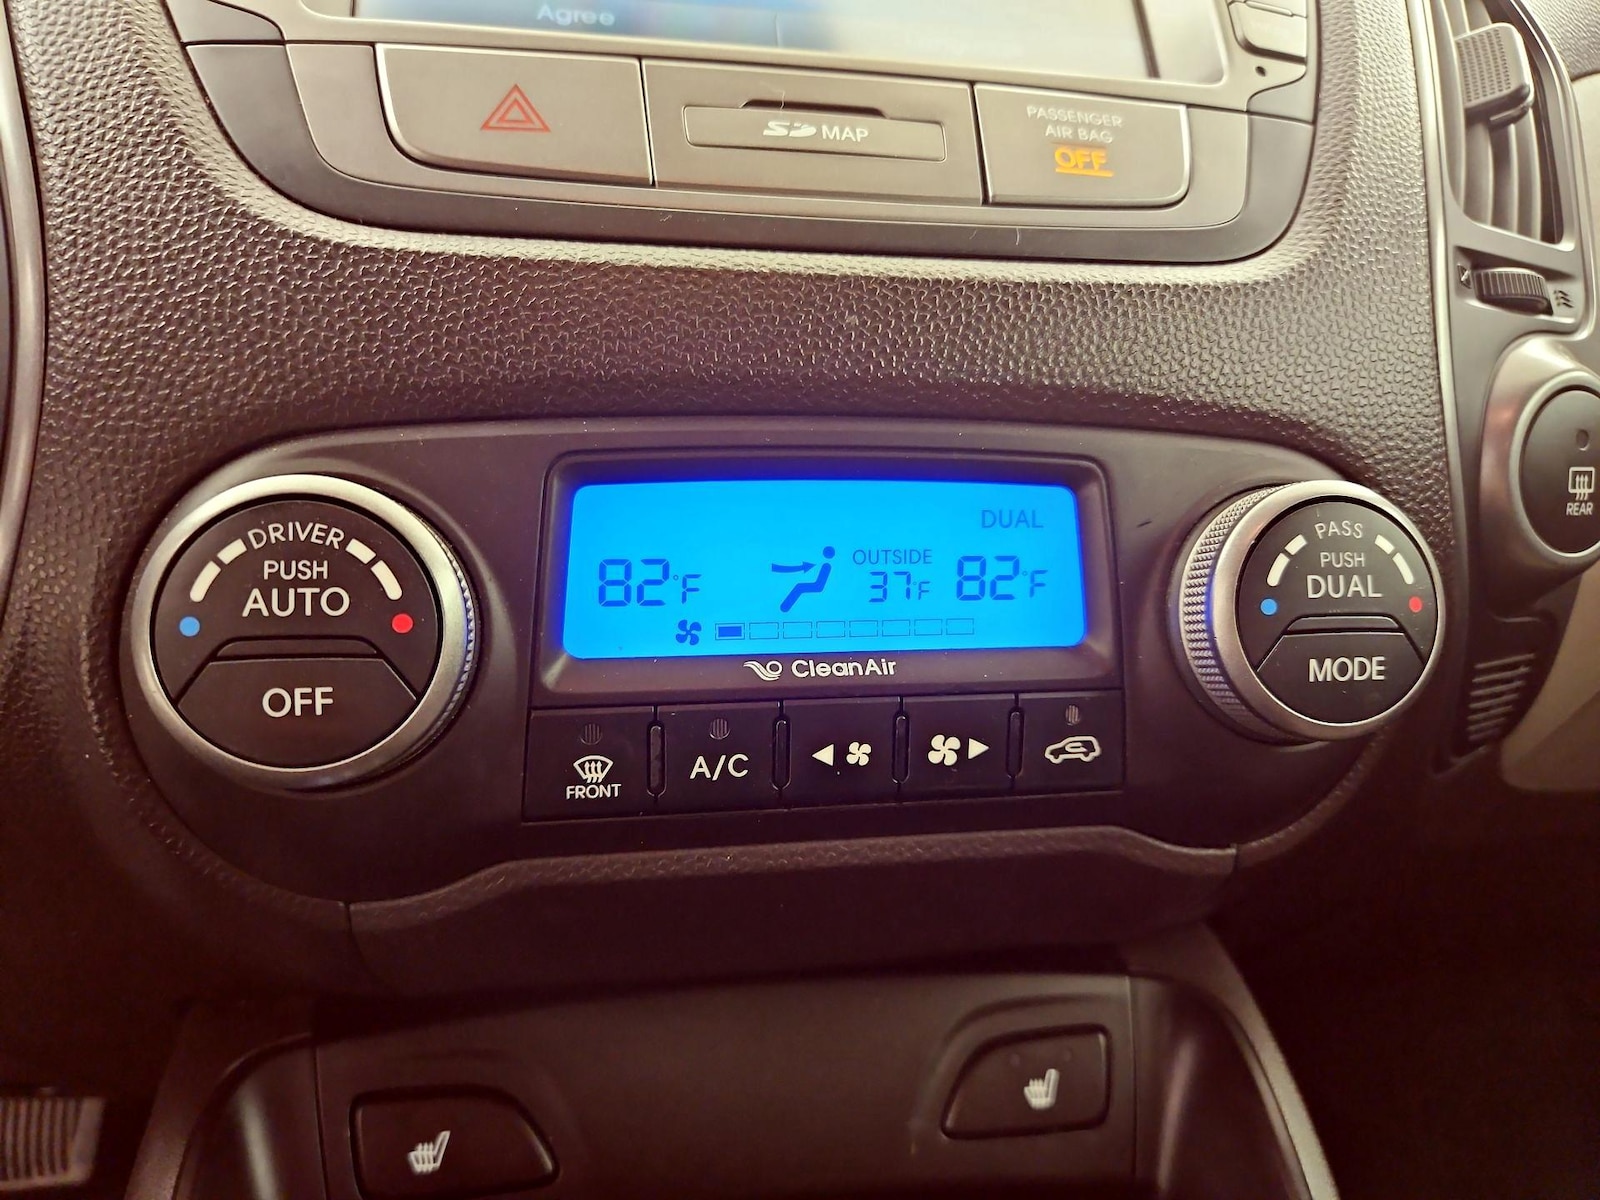 Agree
SD MAP
PASSENGER
AIR BAG
OFF
DRIVER
PUSH
AUTO
OFF
DUAL
82°F
OUTSIDE
37°F
82°F
CleanAir
FRONT
A/C
PASS
PUSH
DUAL
MODE
REAR